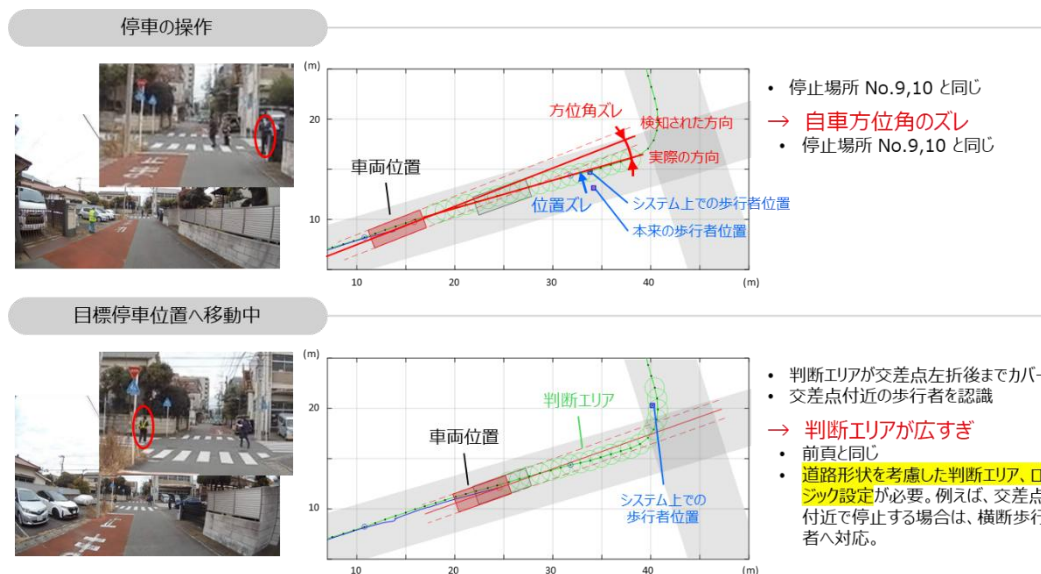 停車の操作
(m)
20
10
10
20
30
40
(m)
方位角ズレ
検知された方向
実際の方向
車両位置
位置ズレ
システム上での歩行者位置
本来の歩行者位置
• 停止場所 No.9,10 と同じ
→ 自車方位角のズレ
• 停止場所 No.9,10 と同じ
目標停車位置へ移動中
(m)
20
10
10
20
30
40
(m)
判断エリア
車両位置
システム上での
歩行者位置
• 判断エリアが交差点左折後までカバー
• 交差点付近の歩行者を認識
→ 判断エリアが広すぎ
• 前頁と同じ
• 道路形状を考慮した判断エリア、ロ
ジック設定が必要。例えば、交差点
付近で停止する場合は、横断歩行
者へ対応。